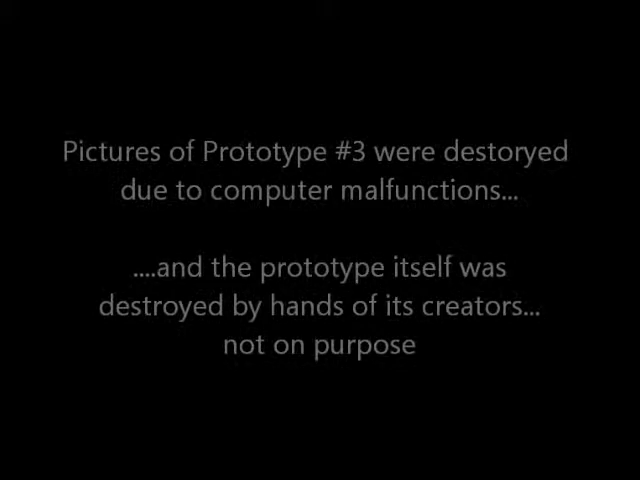 Pictures of Prototype #3 were destoryed
due to computer malfunctions...
....and the prototype itself was
destroyed by hands of its creators...
not on purpose